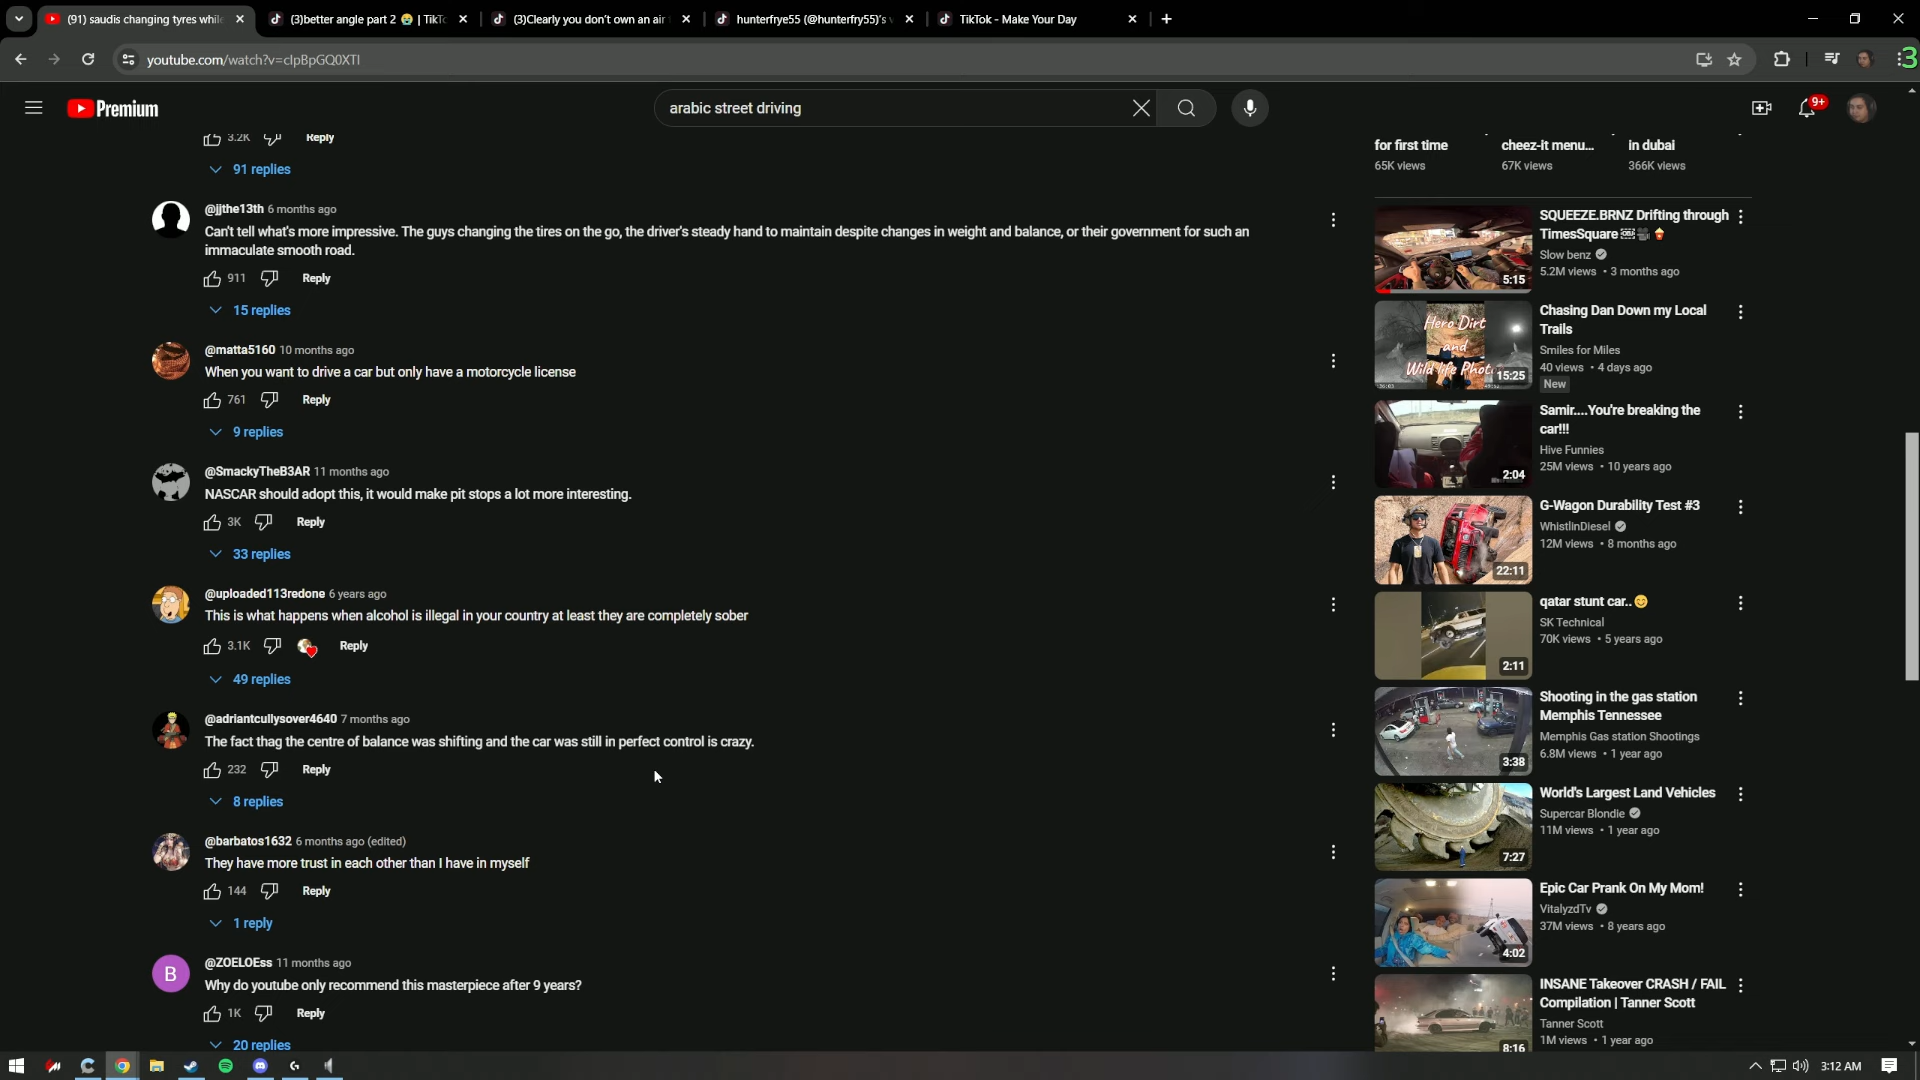 (91) saudis changing tyres while
(3)better angle part 2 😭 | TikTo
(3)Clearly you don't own an air
hunterfrye55 (@hunterfry55)'s v
TikTok - Make Your Day
youtube.com/watch?v=clpBpGQ0XTI
3
Premium
arabic street driving
9+
3.2K
Reply
91 replies
@jjthe13th 6 months ago
Can't tell what's more impressive. The guys changing the tires on the go, the driver's steady hand to maintain despite changes in weight and balance, or their government for such an
immaculate smooth road.
911
Reply
15 replies
@matta5160 10 months ago
When you want to drive a car but only have a motorcycle license
761
Reply
9 replies
@SmackyTheB3AR 11 months ago
NASCAR should adopt this, it would make pit stops a lot more interesting.
3K
Reply
33 replies
@uploaded113redone 6 years ago
This is what happens when alcohol is illegal in your country at least they are completely sober
3.1K
Reply
49 replies
@adriantcullysover4640 7 months ago
The fact thag the centre of balance was shifting and the car was still in perfect control is crazy.
232
Reply
8 replies
@barbatos1632 6 months ago (edited)
They have more trust in each other than I have in myself
144
Reply
1 reply
B
@ZOELOEss 11 months ago
Why do youtube only recommend this masterpiece after 9 years?
1K
Reply
20 replies
for first time
65K views
cheez-it menu...
67K views
in dubai
366K views
5:15
SQUEEZE.BRNZ Drifting through
TimesSquare
Slow benz
5.2M views • 3 months ago
Hero Dirt
and
Wild life Phot
15:25
Chasing Dan Down my Local
Trails
Smiles for Miles
40 views • 4 days ago
New
2:04
Samir....You're breaking the
car!!!
Hive Funnies
25M views • 10 years ago
22:11
G-Wagon Durability Test #3
WhistlinDiesel
12M views • 8 months ago
2:11
qatar stunt car..😊
SK Technical
70K views • 5 years ago
3:38
Shooting in the gas station
Memphis Tennessee
Memphis Gas station Shootings
6.8M views • 1 year ago
7:27
World's Largest Land Vehicles
Supercar Blondie
11M views • 1 year ago
4:02
Epic Car Prank On My Mom!
VitalyzdTv
37M views • 8 years ago
8:16
INSANE Takeover CRASH / FAIL
Compilation | Tanner Scott
Tanner Scott
1M views • 1 year ago
3:12 AM